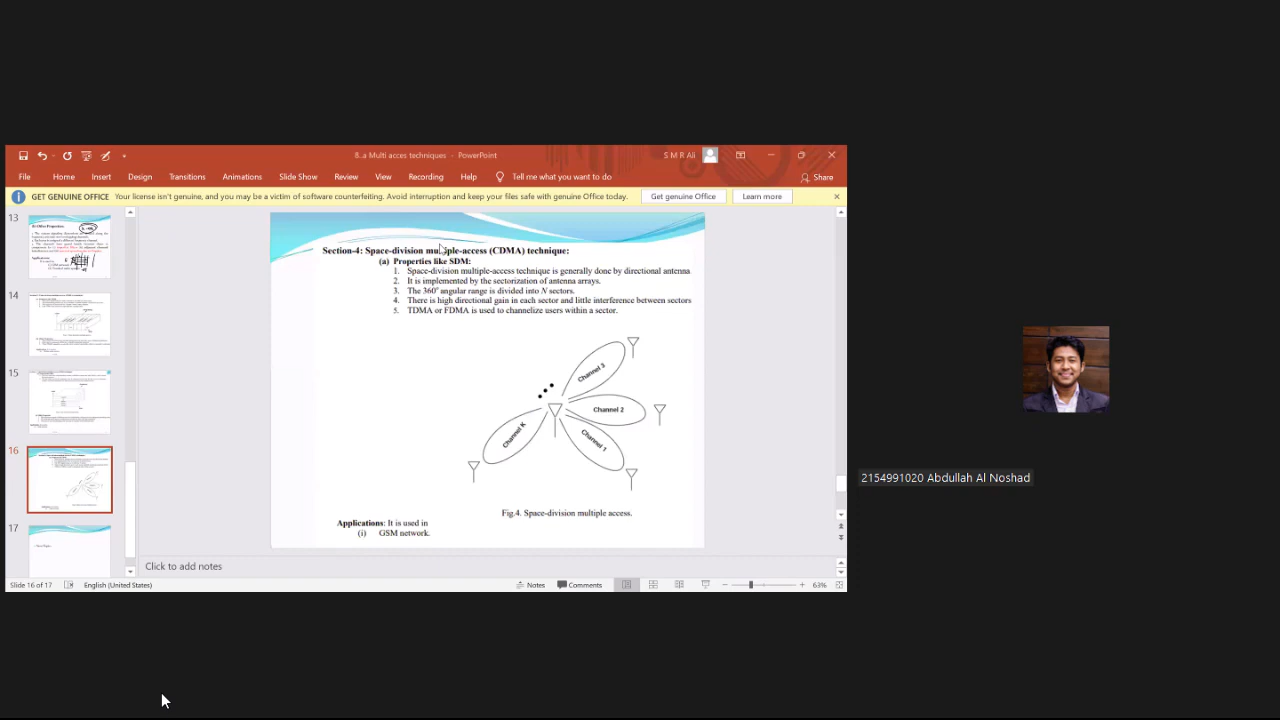 8..a Multi acces techniques - PowerPoint
S M R Ali
File Home Insert Design Transitions Animations Slide Show Review View Recording Help Tell me what you want to do Share
GET GENUINE OFFICE Your license isn't genuine, and you may be a victim of software counterfeiting. Avoid interruption and keep your files safe with genuine Office today. Get genuine Office Learn more
13
14
15
16
17
Section-4: Space-division multiple-access (CDMA) technique:
(a) Properties like SDM:
1. Space-division multiple-access technique is generally done by directional antenna
2. It is implemented by the sectorization of antenna arrays.
3. The 360° angular range is divided into N sectors.
4. There is high directional gain in each sector and little interference between sectors
5. TDMA or FDMA is used to channelize users within a sector.
Channel 3
Channel 2
Channel 1
Channel K
Fig.4. Space-division multiple access.
Applications: It is used in
(i) GSM network.
Click to add notes
Slide 16 of 17 English (United States) Notes Comments 63%
2154991020 Abdullah Al Noshad